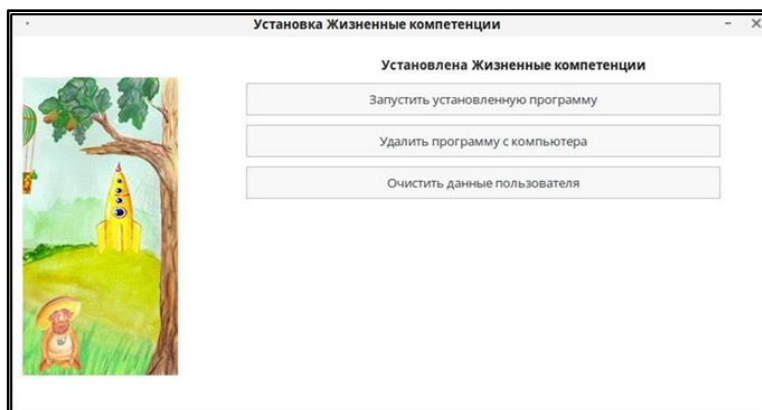 Установка Жизненные компетенции
Установлена Жизненные компетенции
Запустить установленную программу
Удалить программу с компьютера
Очистить данные пользователя